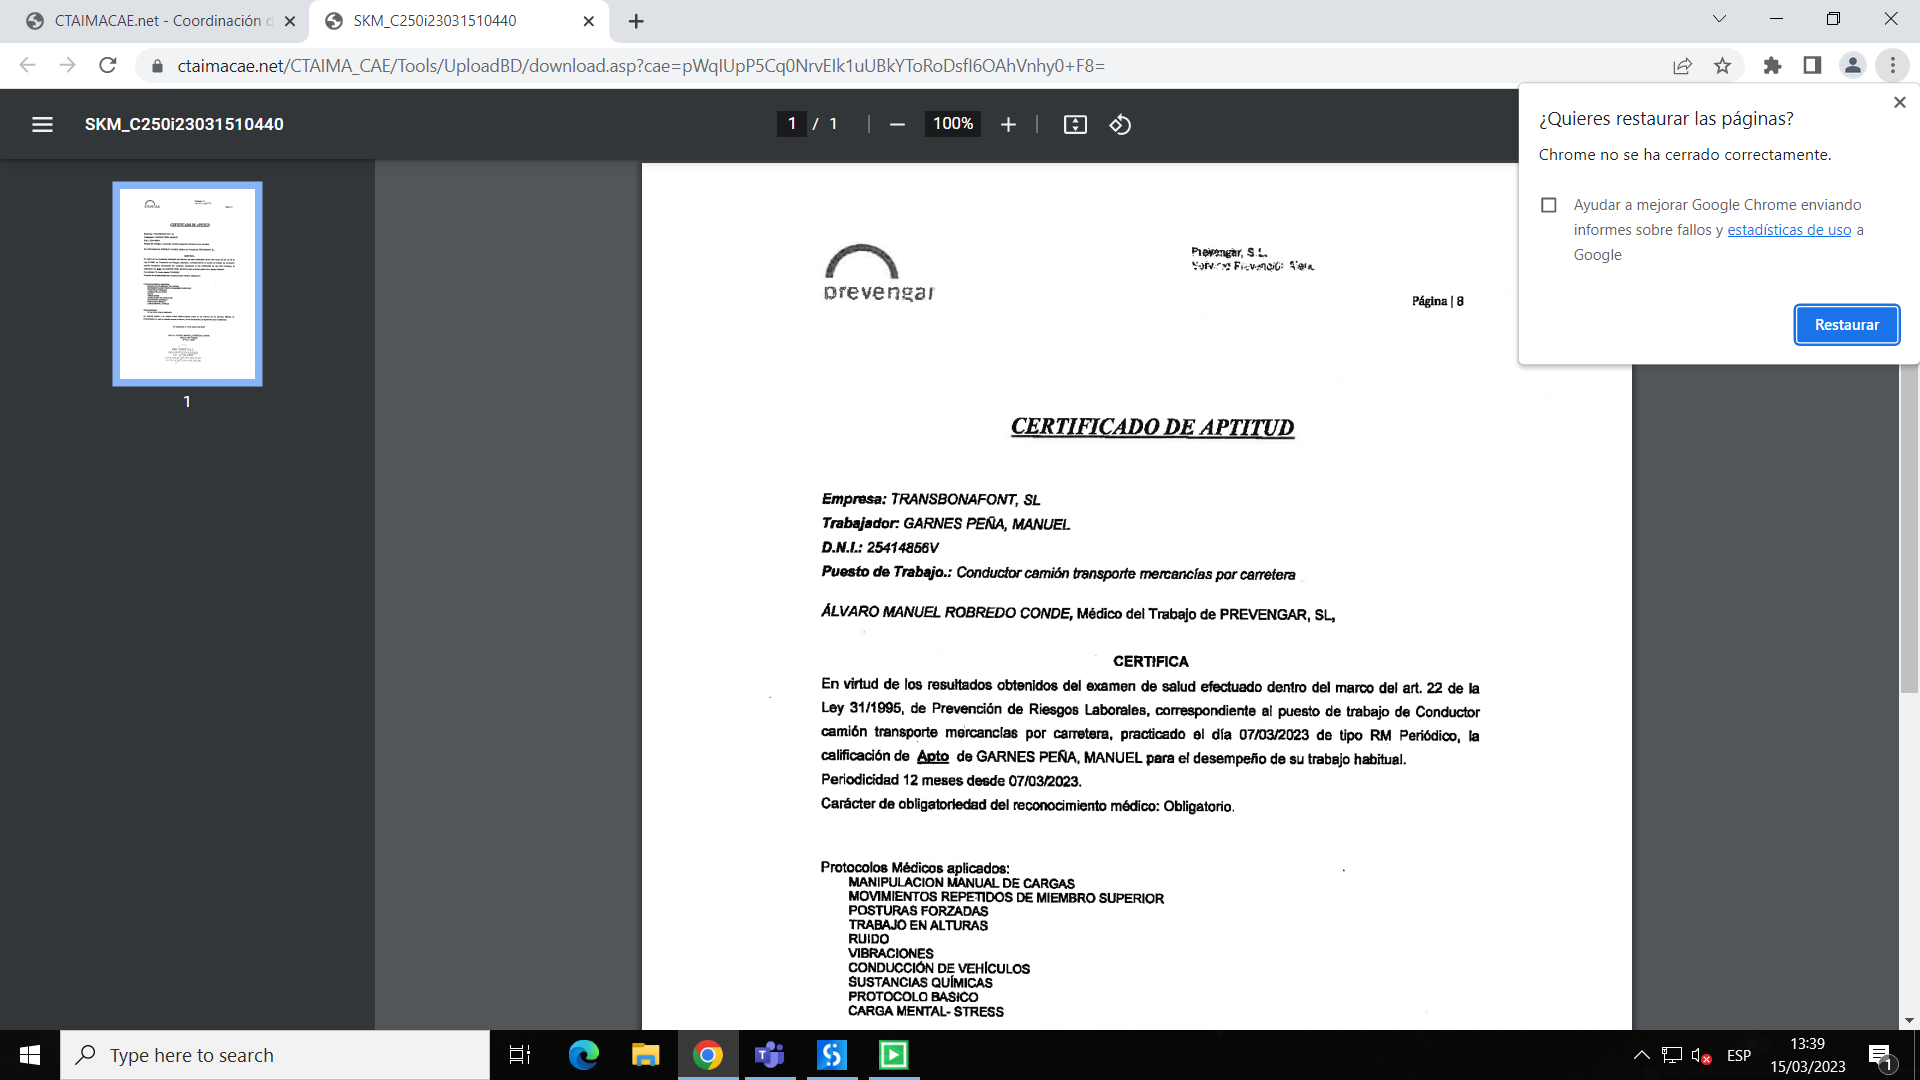 CTAIMACAE.net - Coordinación d
SKM_C250i23031510440
ctaimacae.net/CTAIMA_CAE/Tools/UploadBD/download.asp?cae=pWqIUpP5Cq0NrvEIk1uUBkYToRoDsfI6OAhVnhy0+F8=
SKM_C250i23031510440
1 / 1
100%
¿Quieres restaurar las páginas?
Chrome no se ha cerrado correctamente.
Ayudar a mejorar Google Chrome enviando
informes sobre fallos y estadísticas de uso a
Google
Restaurar
1
prevengar
Prevengar, S.L.
Servicio Prevención
Página | 8
CERTIFICADO DE APTITUD
Empresa: TRANSBONAFONT, SL
Trabajador: GARNES PEÑA, MANUEL
D.N.I.: 25414856V
Puesto de Trabajo.: Conductor camión transporte mercancías por carretera
ÁLVARO MANUEL ROBREDO CONDE, Médico del Trabajo de PREVENGAR, SL,
CERTIFICA
En virtud de los resultados obtenidos del examen de salud efectuado dentro del marco del art. 22 de la
Ley 31/1995, de Prevención de Riesgos Laborales, correspondiente al puesto de trabajo de Conductor
camión transporte mercancías por carretera, practicado el día 07/03/2023 de tipo RM Periódico, la
calificación de Apto de GARNES PEÑA, MANUEL para el desempeño de su trabajo habitual.
Periodicidad 12 meses desde 07/03/2023.
Carácter de obligatoriedad del reconocimiento médico: Obligatorio.
Protocolos Médicos aplicados:
MANIPULACION MANUAL DE CARGAS
MOVIMIENTOS REPETIDOS DE MIEMBRO SUPERIOR
POSTURAS FORZADAS
TRABAJO EN ALTURAS
RUIDO
VIBRACIONES
CONDUCCIÓN DE VEHÍCULOS
SUSTANCIAS QUÍMICAS
PROTOCOLO BASICO
CARGA MENTAL- STRESS
Type here to search
ESP
13:39
15/03/2023
1